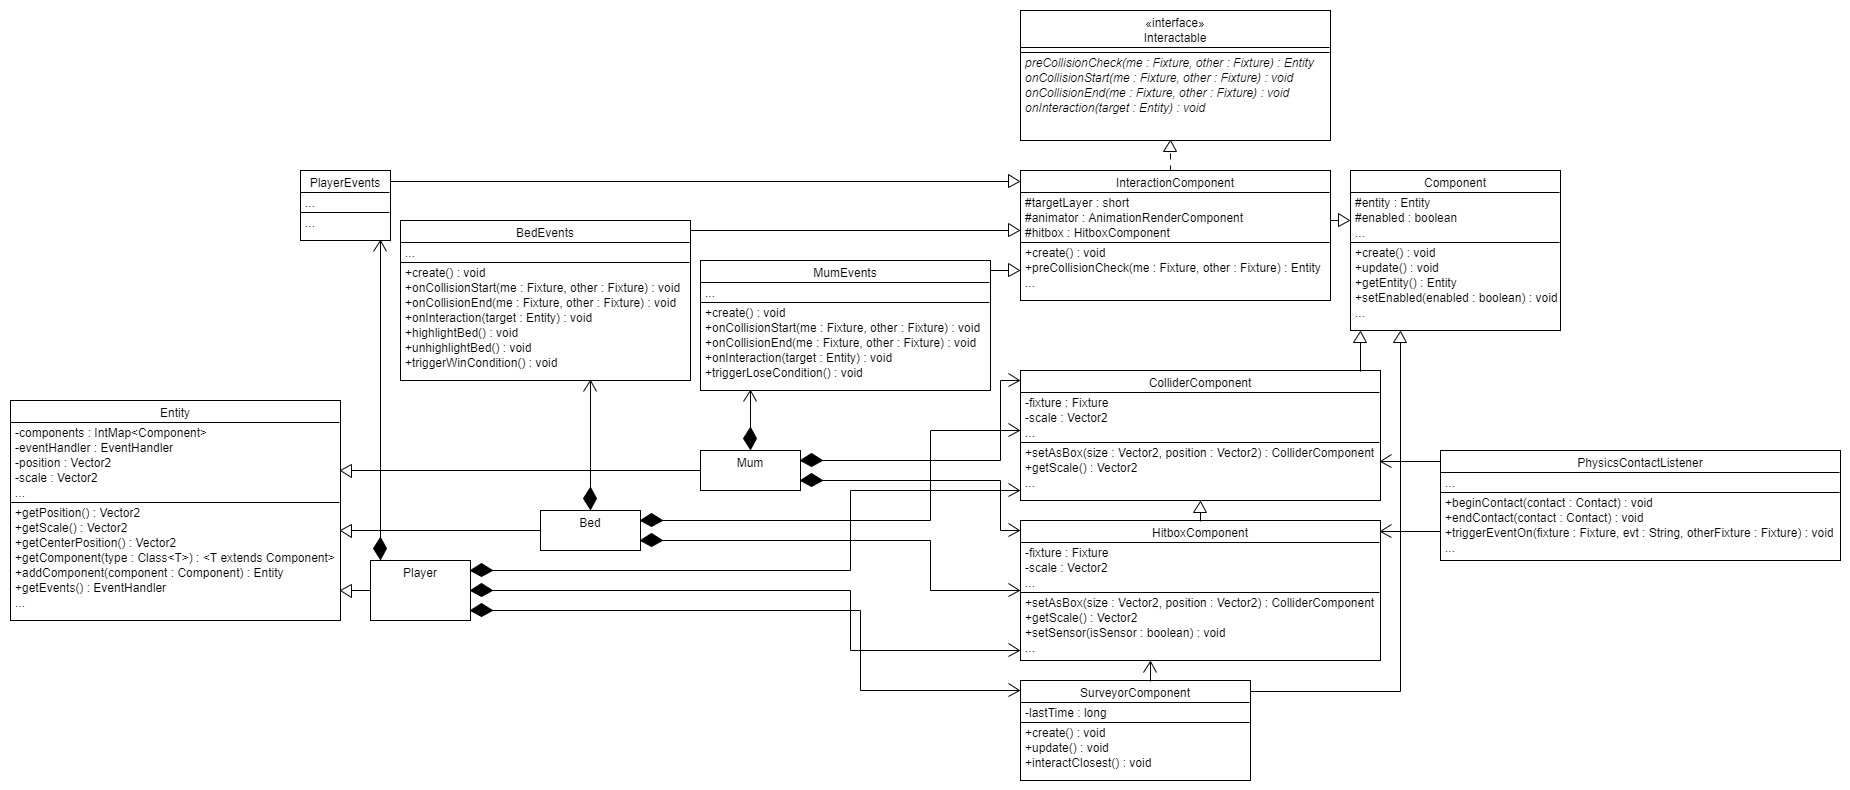 «interface»
Interactable
preCollisionCheck(me : Fixture, other : Fixture) : Entity
onCollisionStart(me : Fixture, other : Fixture) : void
onCollisionEnd(me : Fixture, other : Fixture) : void
onInteraction(target : Entity) : void
PlayerEvents
...
...
BedEvents
...
+create() : void
+onCollisionStart(me : Fixture, other : Fixture) : void
+onCollisionEnd(me : Fixture, other : Fixture) : void
+onInteraction(target : Entity) : void
+highlightBed() : void
+unhighlightBed() : void
+triggerWinCondition() : void
MumEvents
...
+create() : void
+onCollisionStart(me : Fixture, other : Fixture) : void
+onCollisionEnd(me : Fixture, other : Fixture) : void
+onInteraction(target : Entity) : void
+triggerLoseCondition() : void
InteractionComponent
#targetLayer : short
#animator : AnimationRenderComponent
#hitbox : HitboxComponent
+create() : void
+preCollisionCheck(me : Fixture, other : Fixture) : Entity
...
Component
#entity : Entity
#enabled : boolean
...
+create() : void
+update() : void
+getEntity() : Entity
+setEnabled(enabled : boolean) : void
...
Entity
-components : IntMap<Component>
-eventHandler : EventHandler
-position : Vector2
-scale : Vector2
...
+getPosition() : Vector2
+getScale() : Vector2
+getCenterPosition() : Vector2
+getComponent(type : Class<T>) : <T extends Component>
+addComponent(component : Component) : Entity
+getEvents() : EventHandler
...
Mum
Bed
Player
ColliderComponent
-fixture : Fixture
-scale : Vector2
...
+setAsBox(size : Vector2, position : Vector2) : ColliderComponent
+getScale() : Vector2
...
HitboxComponent
-fixture : Fixture
-scale : Vector2
...
+setAsBox(size : Vector2, position : Vector2) : ColliderComponent
+getScale() : Vector2
+setSensor(isSensor : boolean) : void
...
PhysicsContactListener
...
+beginContact(contact : Contact) : void
+endContact(contact : Contact) : void
+triggerEventOn(fixture : Fixture, evt : String, otherFixture : Fixture) : void
...
SurveyorComponent
-lastTime : long
+create() : void
+update() : void
+interactClosest() : void